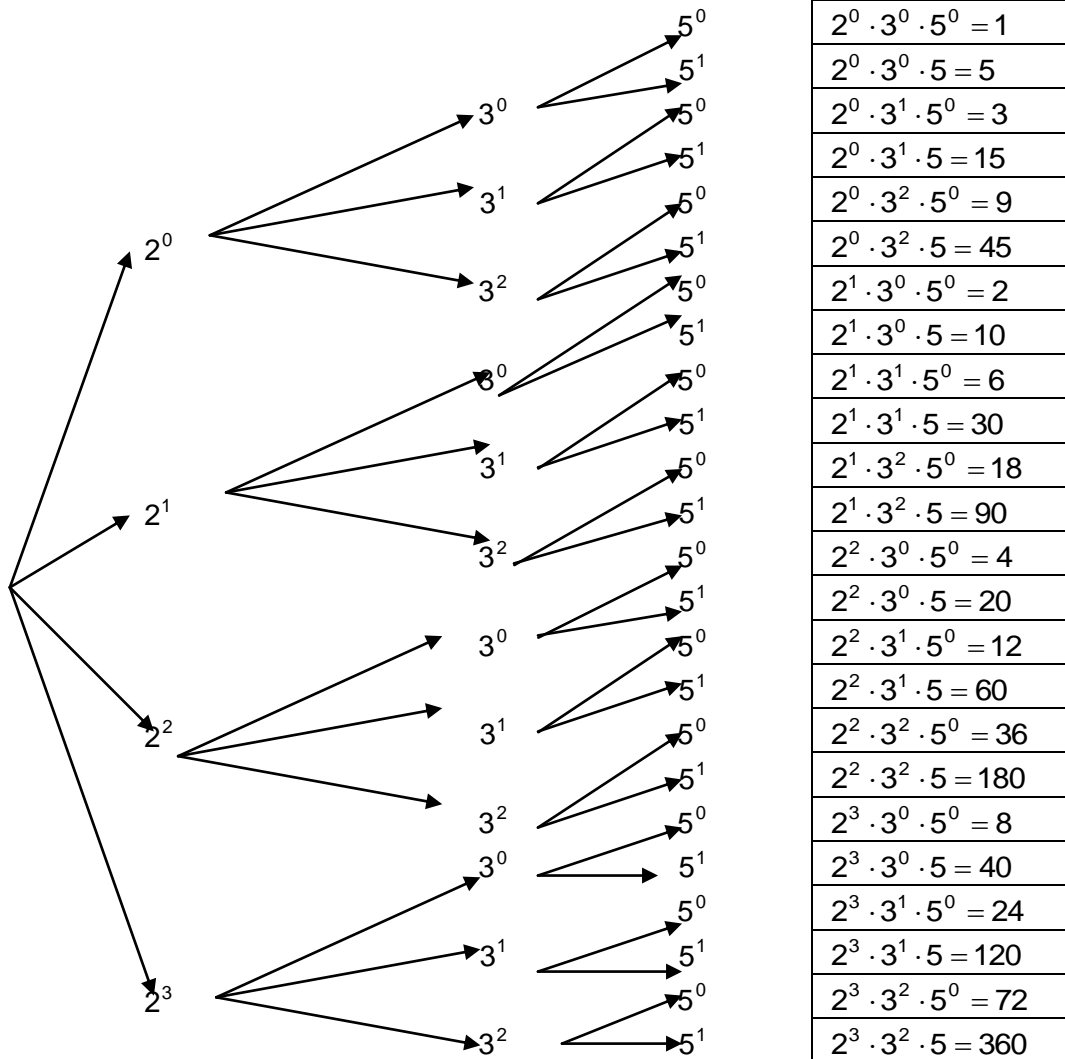 5⁰
2⁰ · 3⁰ · 5⁰ = 1
5¹
2⁰ · 3⁰ · 5 = 5
3⁰
5⁰
2⁰ · 3¹ · 5⁰ = 3
5¹
2⁰ · 3¹ · 5 = 15
3¹
5⁰
2⁰ · 3² · 5⁰ = 9
2⁰
5¹
2⁰ · 3² · 5 = 45
3²
5⁰
2¹ · 3⁰ · 5⁰ = 2
5¹
2¹ · 3⁰ · 5 = 10
3⁰
5⁰
2¹ · 3¹ · 5⁰ = 6
5¹
2¹ · 3¹ · 5 = 30
3¹
5⁰
2¹ · 3² · 5⁰ = 18
2¹
5¹
2¹ · 3² · 5 = 90
3²
5⁰
2² · 3⁰ · 5⁰ = 4
5¹
2² · 3⁰ · 5 = 20
3⁰
5⁰
2² · 3¹ · 5⁰ = 12
5¹
2² · 3¹ · 5 = 60
2²
3¹
5⁰
2² · 3² · 5⁰ = 36
5¹
2² · 3² · 5 = 180
3²
5⁰
2³ · 3⁰ · 5⁰ = 8
3⁰
5¹
2³ · 3⁰ · 5 = 40
5⁰
2³ · 3¹ · 5⁰ = 24
3¹
5¹
2³ · 3¹ · 5 = 120
2³
5⁰
2³ · 3² · 5⁰ = 72
3²
5¹
2³ · 3² · 5 = 360